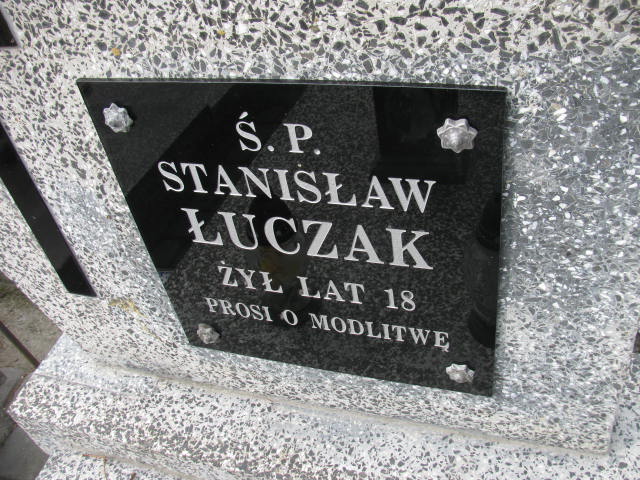 Ś. P.
STANISŁAW
ŁUCZAK
ŻYŁ LAT 18
PROSI O MODLITWĘ